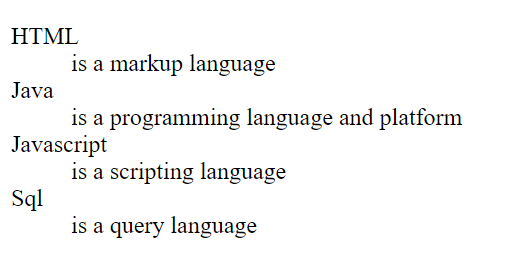 HTML
is a markup language
Java
is a programming language and platform
Javascript
is a scripting language
Sql
is a query language